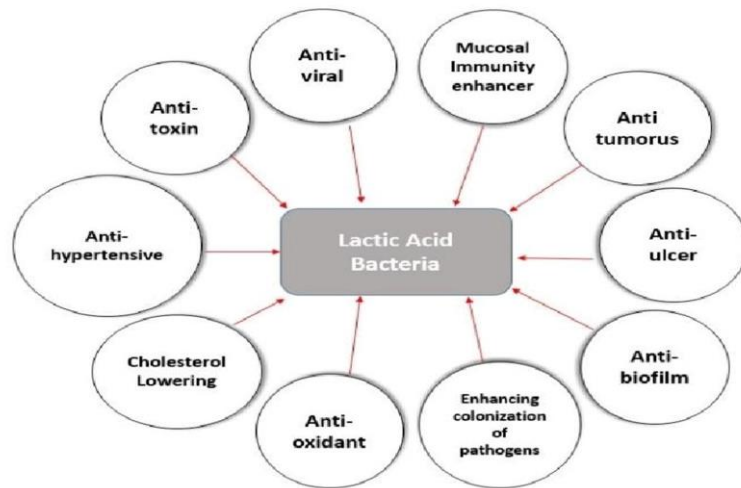 Anti-
viral
Mucosal
Immunity
enhancer
Anti-
toxin
Anti
tumorus
Anti-
hypertensive
Lactic Acid
Bacteria
Anti-
ulcer
Cholesterol
Lowering
Anti-
biofilm
Anti-
oxidant
Enhancing
colonization
of
pathogens